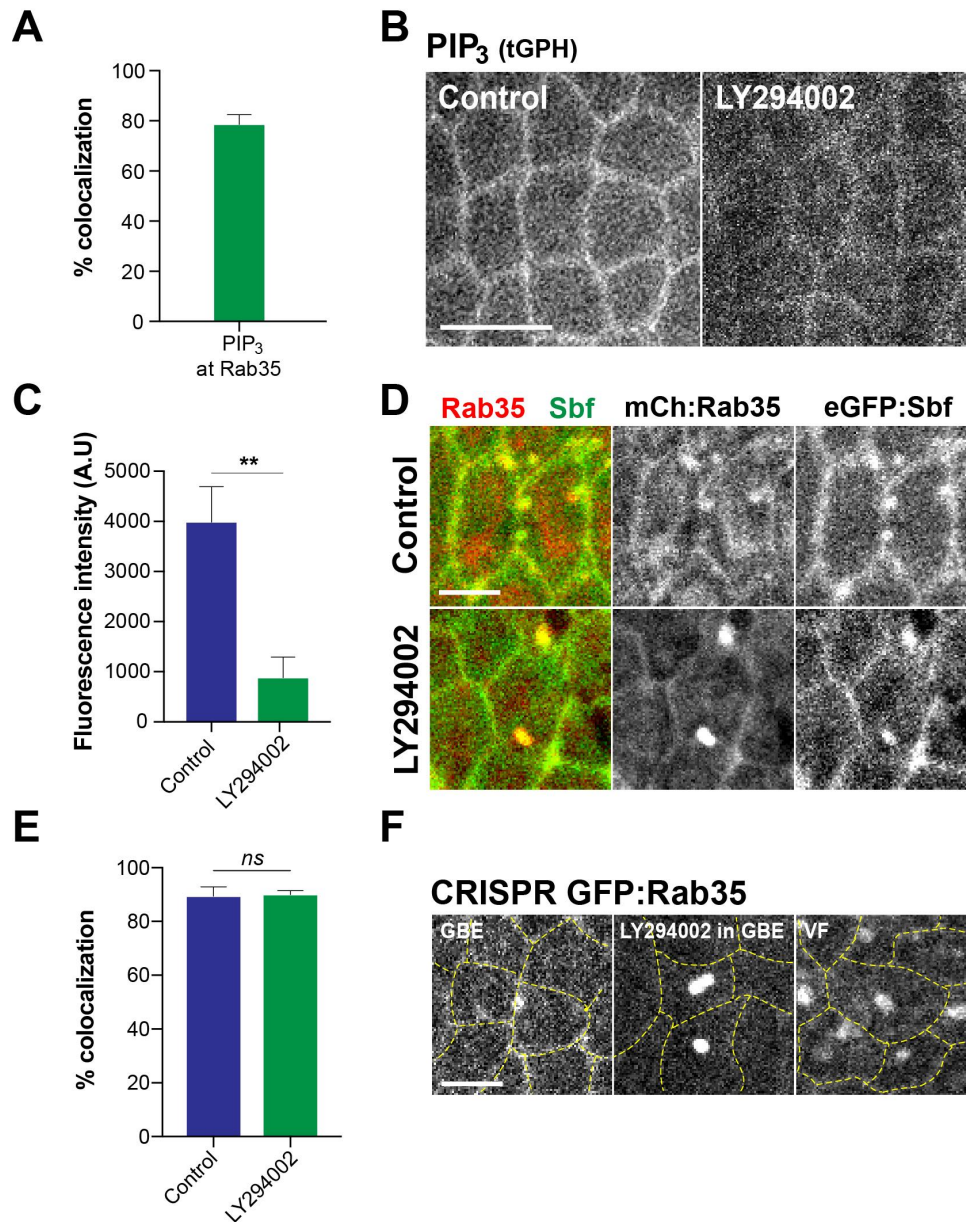 A
% colocalization
100
80
60
40
20
0
PIP3
at Rab35
B
PIP3 (tGPH)
Control
LY294002
C
Fluorescence intensity (A.U)
5000
4000
3000
2000
1000
0
**
Control
LY294002
D
Rab35 Sbf mCh:Rab35 eGFP:Sbf
Control
LY294002
E
% colocalization
100
80
60
40
20
0
ns
Control
LY294002
F
CRISPR GFP:Rab35
GBE
LY294002 in GBE
VF